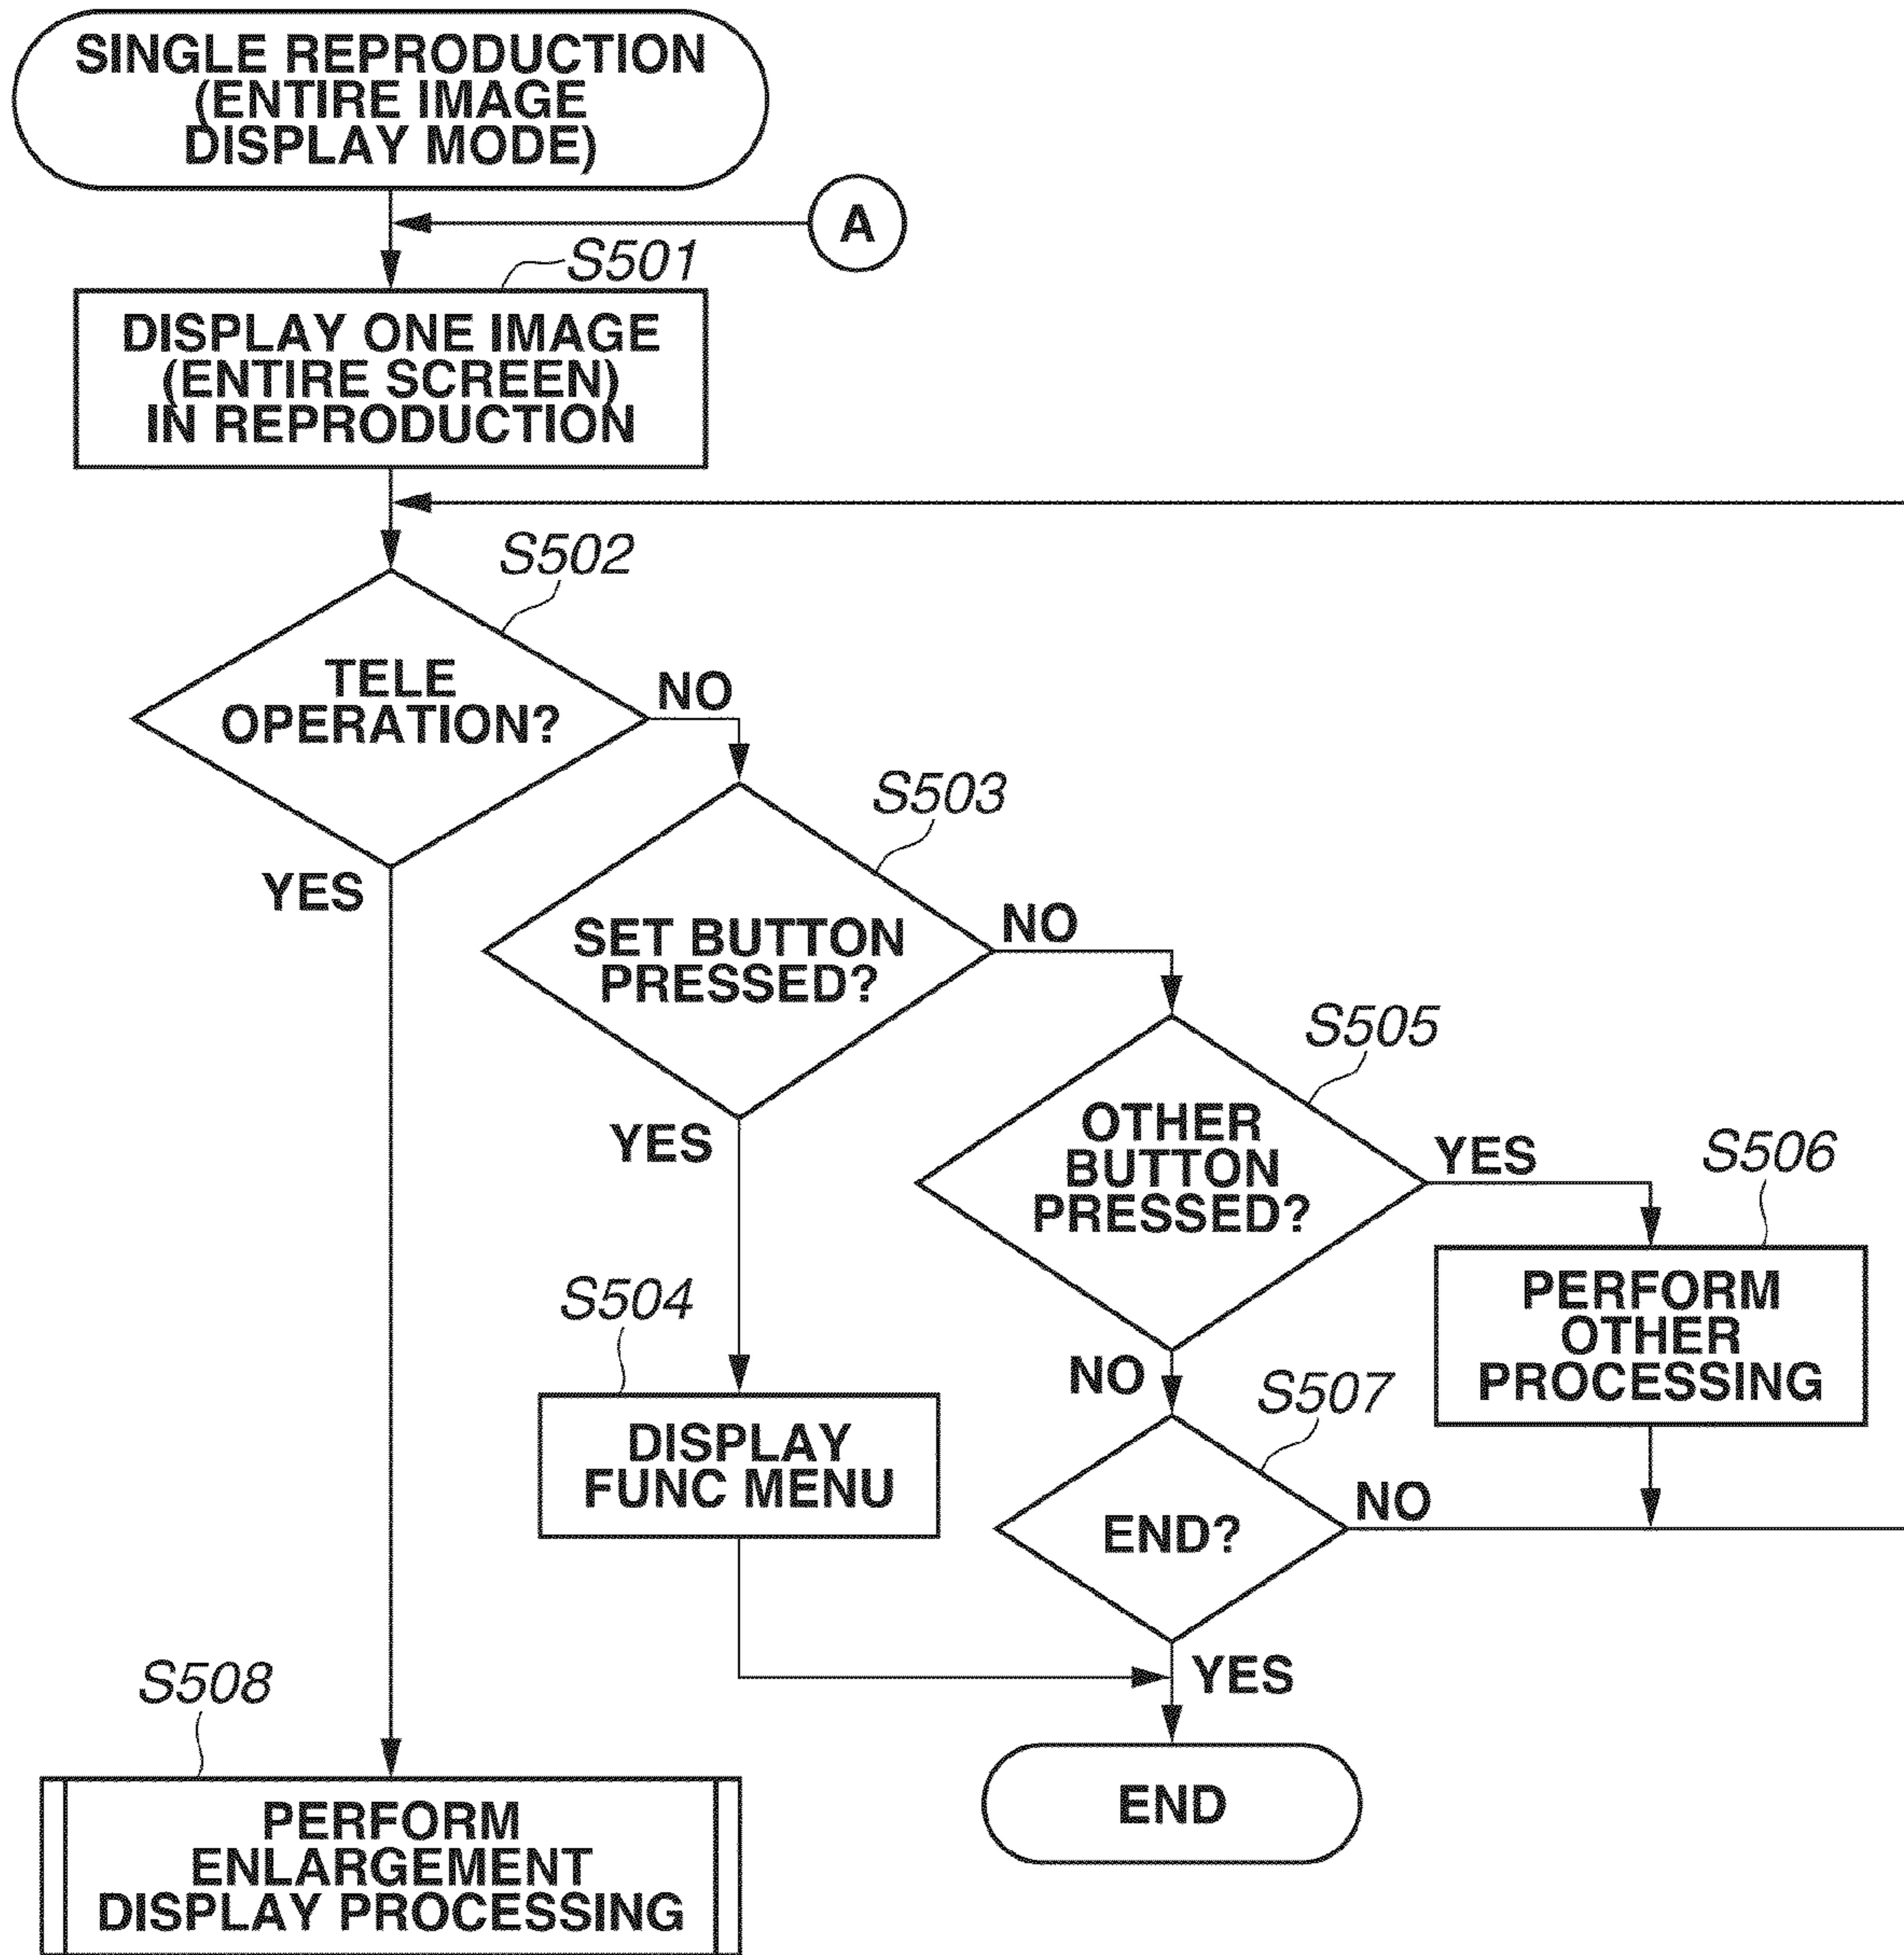 SINGLE REPRODUCTION
(ENTIRE IMAGE
DISPLAY MODE)
A
S501
DISPLAY ONE IMAGE
(ENTIRE SCREEN)
IN REPRODUCTION
S502
TELE
OPERATION?
NO
YES
S503
SET BUTTON
PRESSED?
NO
YES
S505
OTHER
BUTTON
PRESSED?
YES
NO
S506
PERFORM
OTHER
PROCESSING
S504
DISPLAY
FUNC MENU
S507
END?
NO
YES
S508
PERFORM
ENLARGEMENT
DISPLAY PROCESSING
END